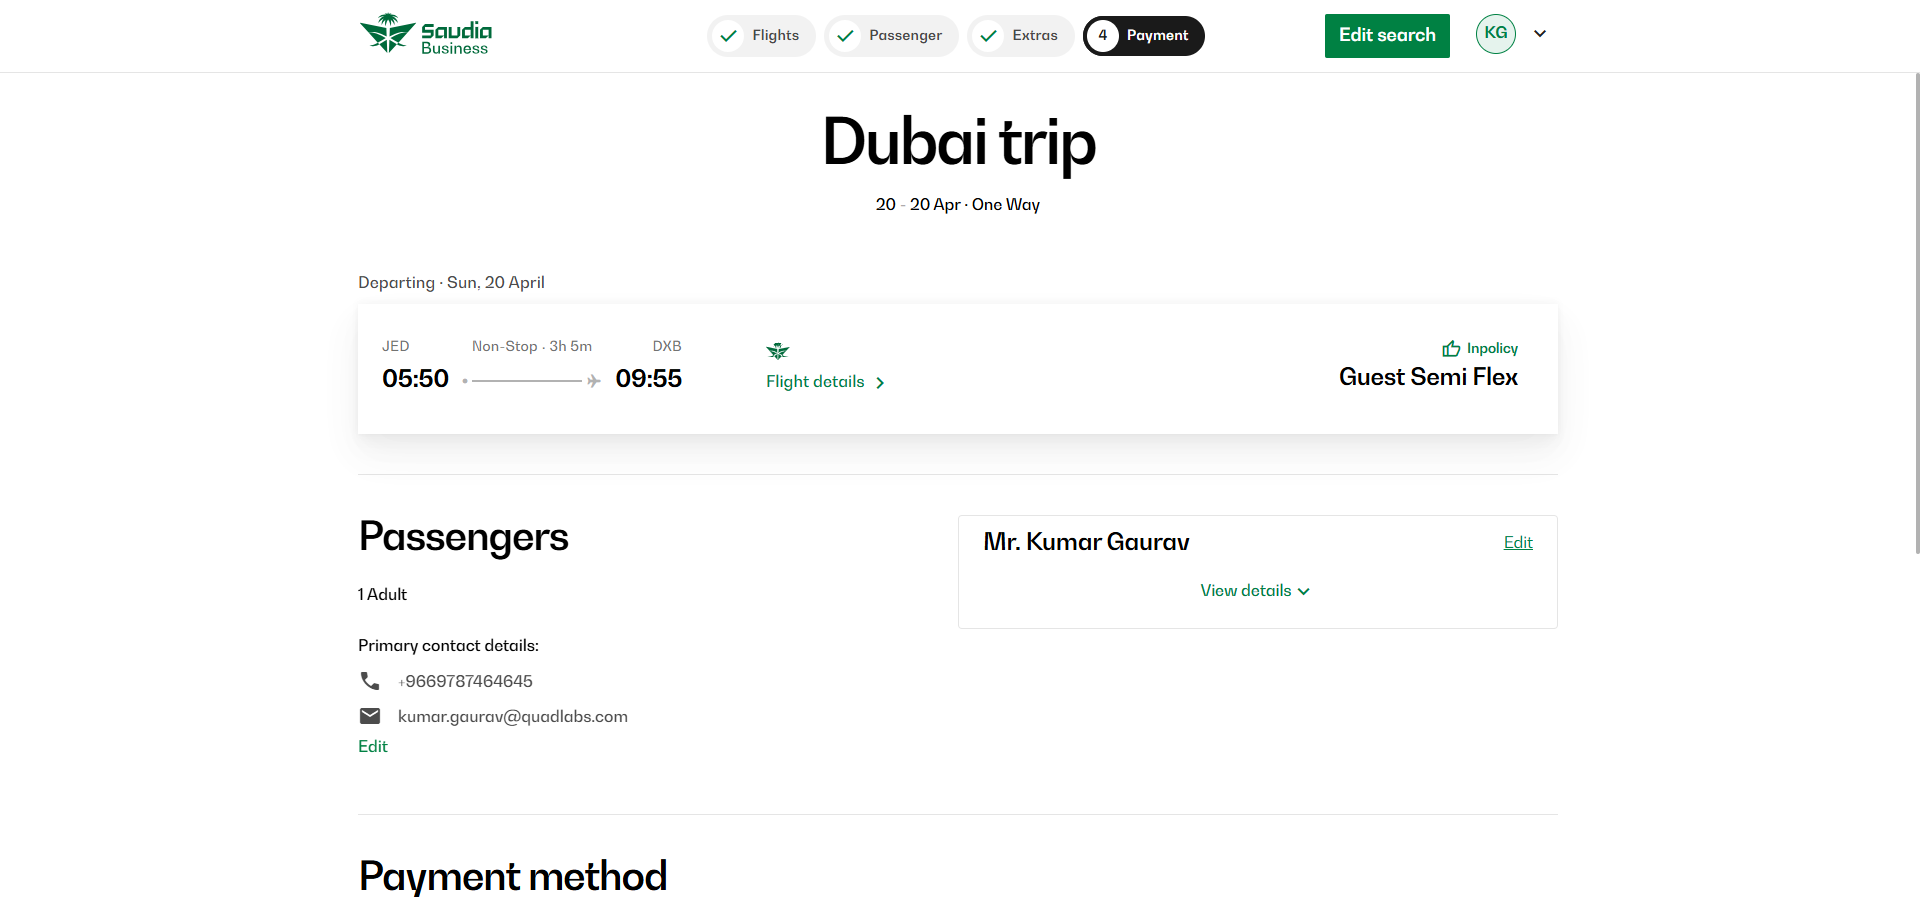 Saudia
Business
Flights
Passenger
Extras
4 Payment
Edit search
KG
Dubai trip
20 - 20 Apr · One Way
Departing · Sun, 20 April
JED Non-Stop · 3h 5m DXB
05:50 09:55
Flight details
Inpolicy
Guest Semi Flex
Passengers
1 Adult
Primary contact details:
+9669787464645
kumar.gaurav@quadlabs.com
Edit
Mr. Kumar Gaurav Edit
View details
Payment method